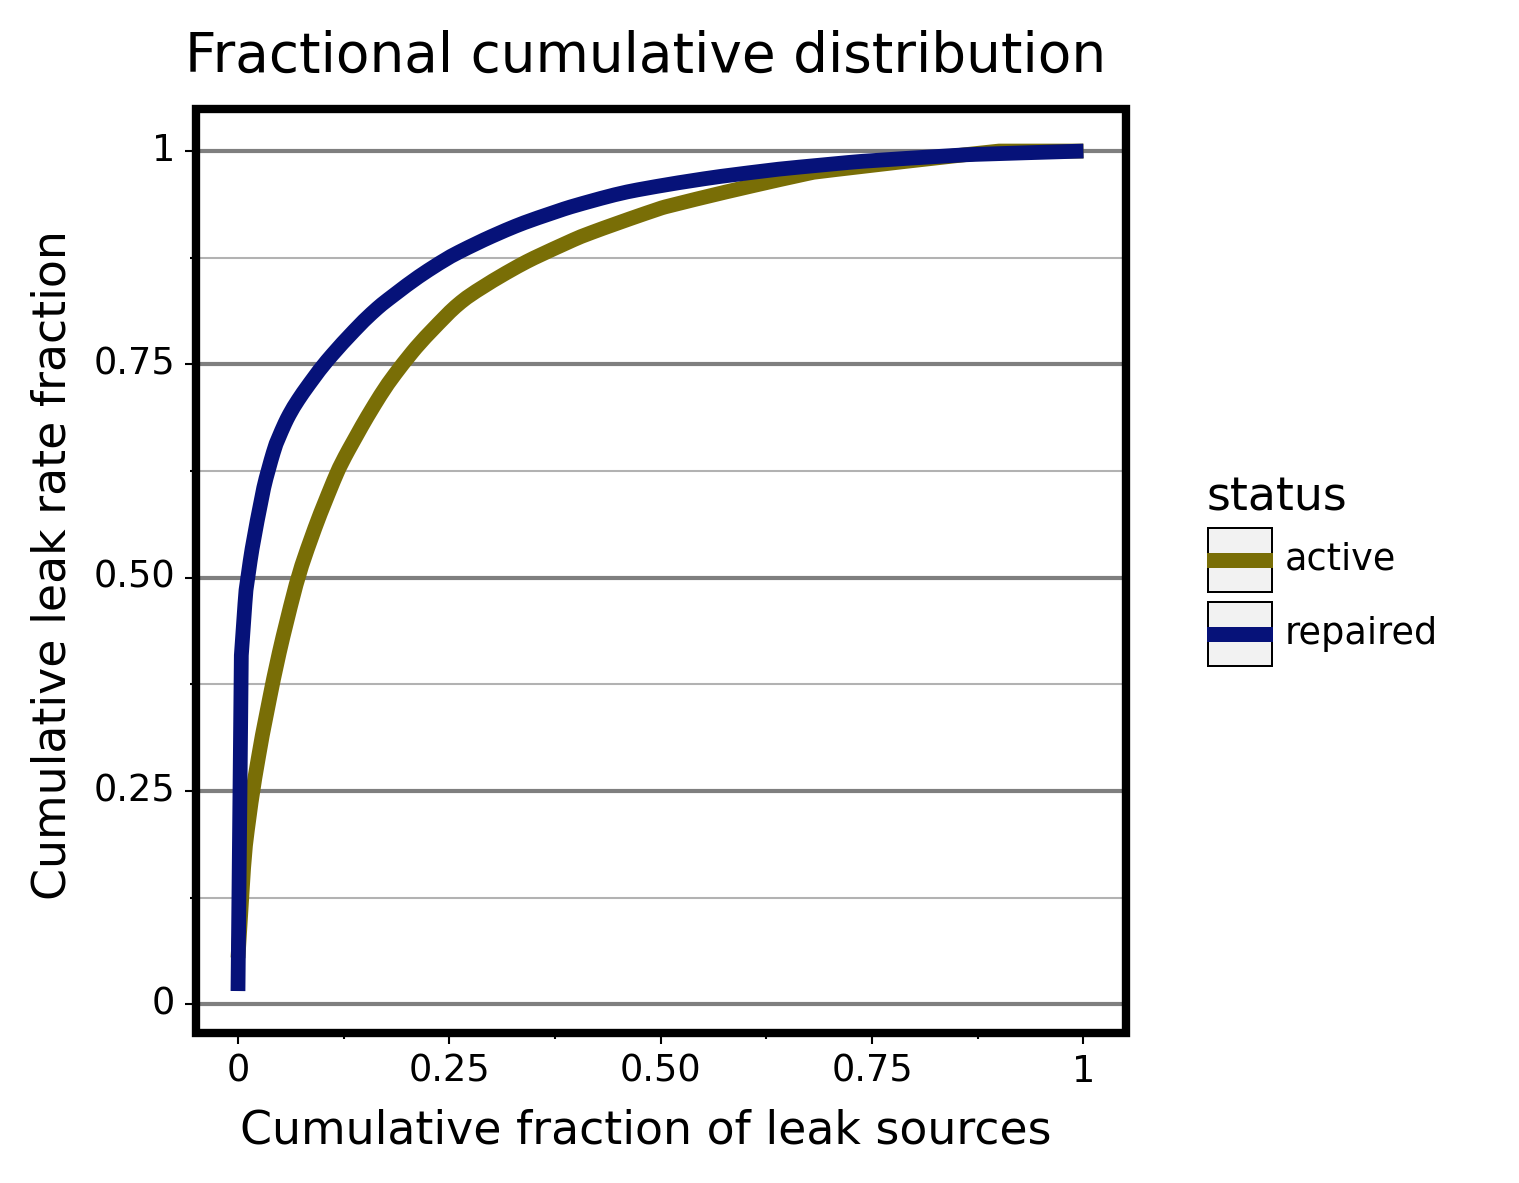 Fractional cumulative distribution
Cumulative leak rate fraction
1
0.75
0.50
0.25
0
0 0.25 0.50 0.75 1
Cumulative fraction of leak sources
status
active
repaired